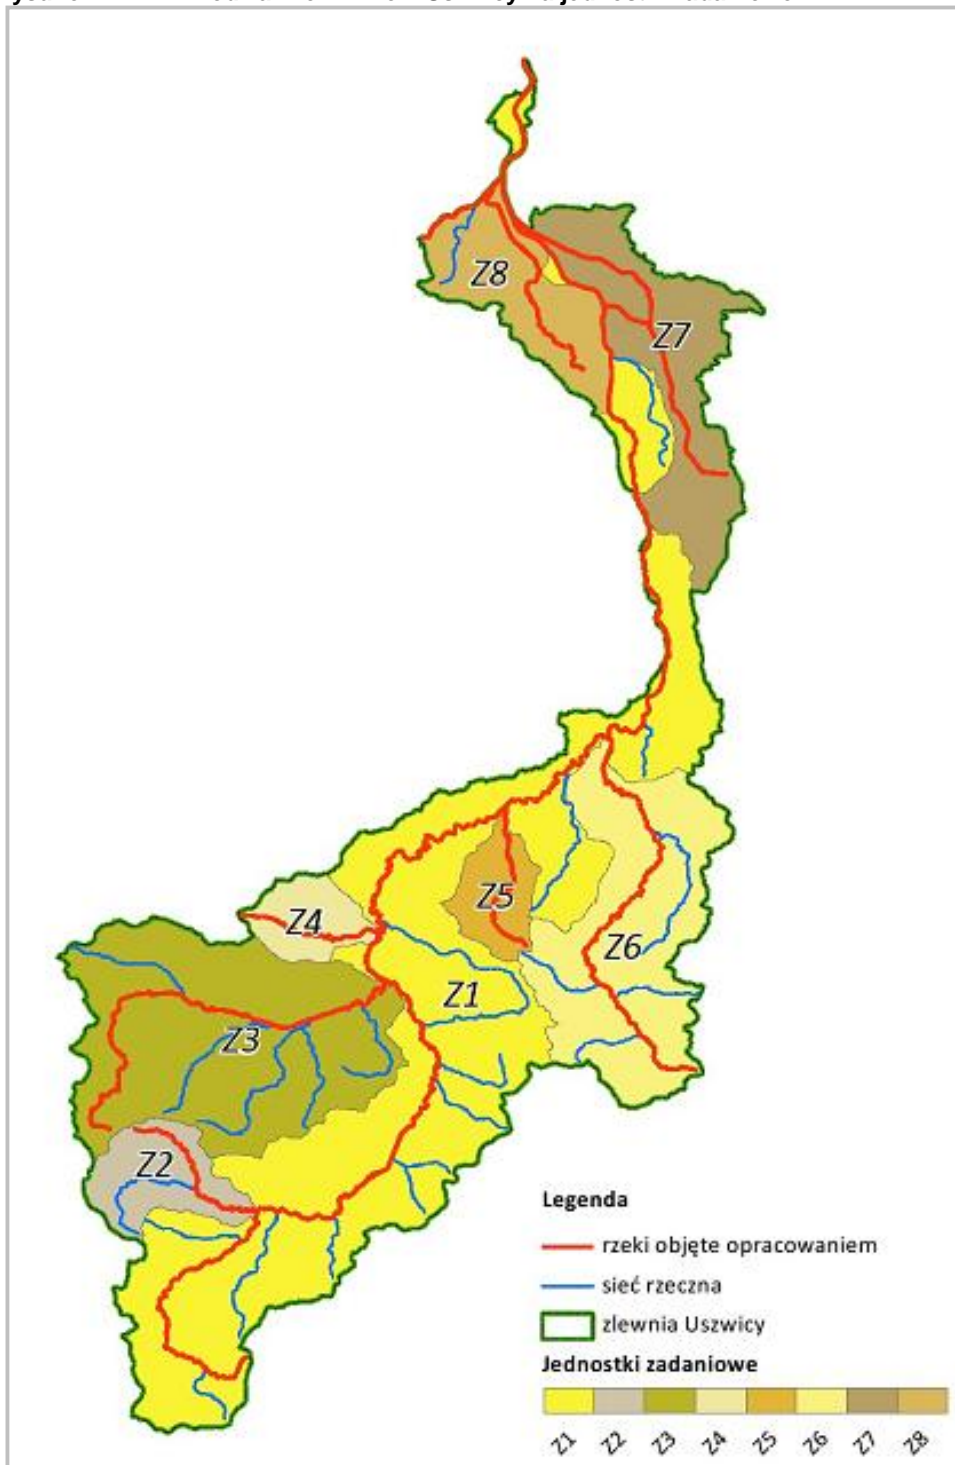 Z8
Z7
Z5
Z4
Z6
Z1
Z3
Z2
Legenda
rzeki objęte opracowaniem
sieć rzeczna
zlewnia Uszwicy
Jednostki zadaniowe
Z1 Z2 Z3 Z4 Z5 Z6 Z7 Z8